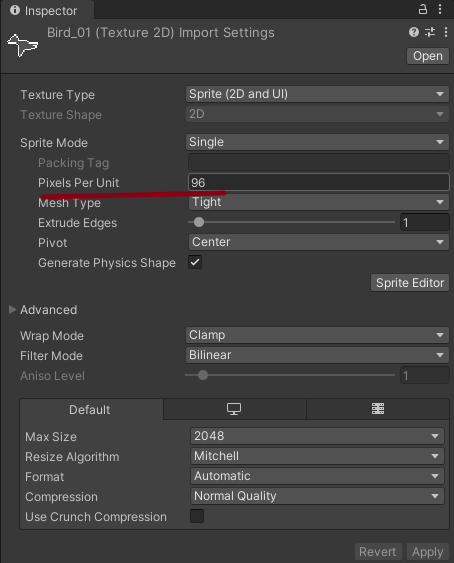 Inspector
Bird_01 (Texture 2D) Import Settings
Open
Texture Type Sprite (2D and UI)
Texture Shape 2D
Sprite Mode Single
Packing Tag
Pixels Per Unit 96
Mesh Type Tight
Extrude Edges 1
Pivot Center
Generate Physics Shape
Sprite Editor
Advanced
Wrap Mode Clamp
Filter Mode Bilinear
Aniso Level 1
Default
Max Size 2048
Resize Algorithm Mitchell
Format Automatic
Compression Normal Quality
Use Crunch Compression
Revert Apply